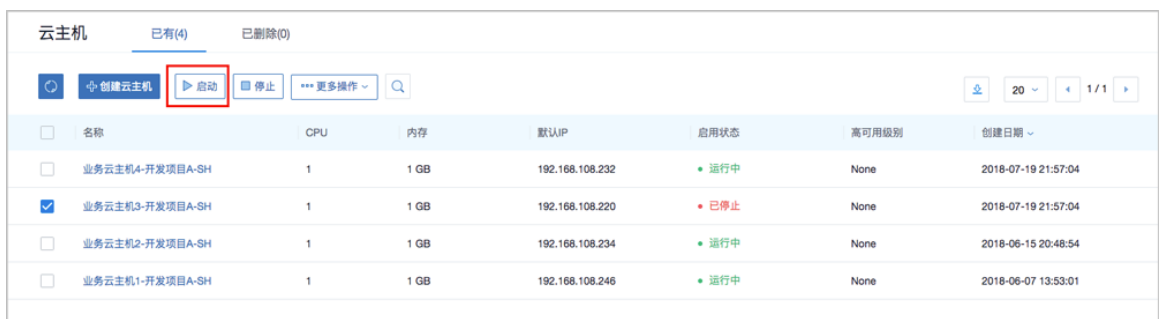 云主机 已有(4) 已删除(0)
创建云主机 启动 停止 更多操作 20 1 / 1
名称 CPU 内存 默认IP 启用状态 高可用级别 创建日期
业务云主机4-开发项目A-SH 1 1 GB 192.168.108.232 运行中 None 2018-07-19 21:57:04
业务云主机3-开发项目A-SH 1 1 GB 192.168.108.220 已停止 None 2018-07-19 21:57:04
业务云主机2-开发项目A-SH 1 1 GB 192.168.108.234 运行中 None 2018-06-15 20:48:54
业务云主机1-开发项目A-SH 1 1 GB 192.168.108.246 运行中 None 2018-06-07 13:53:01